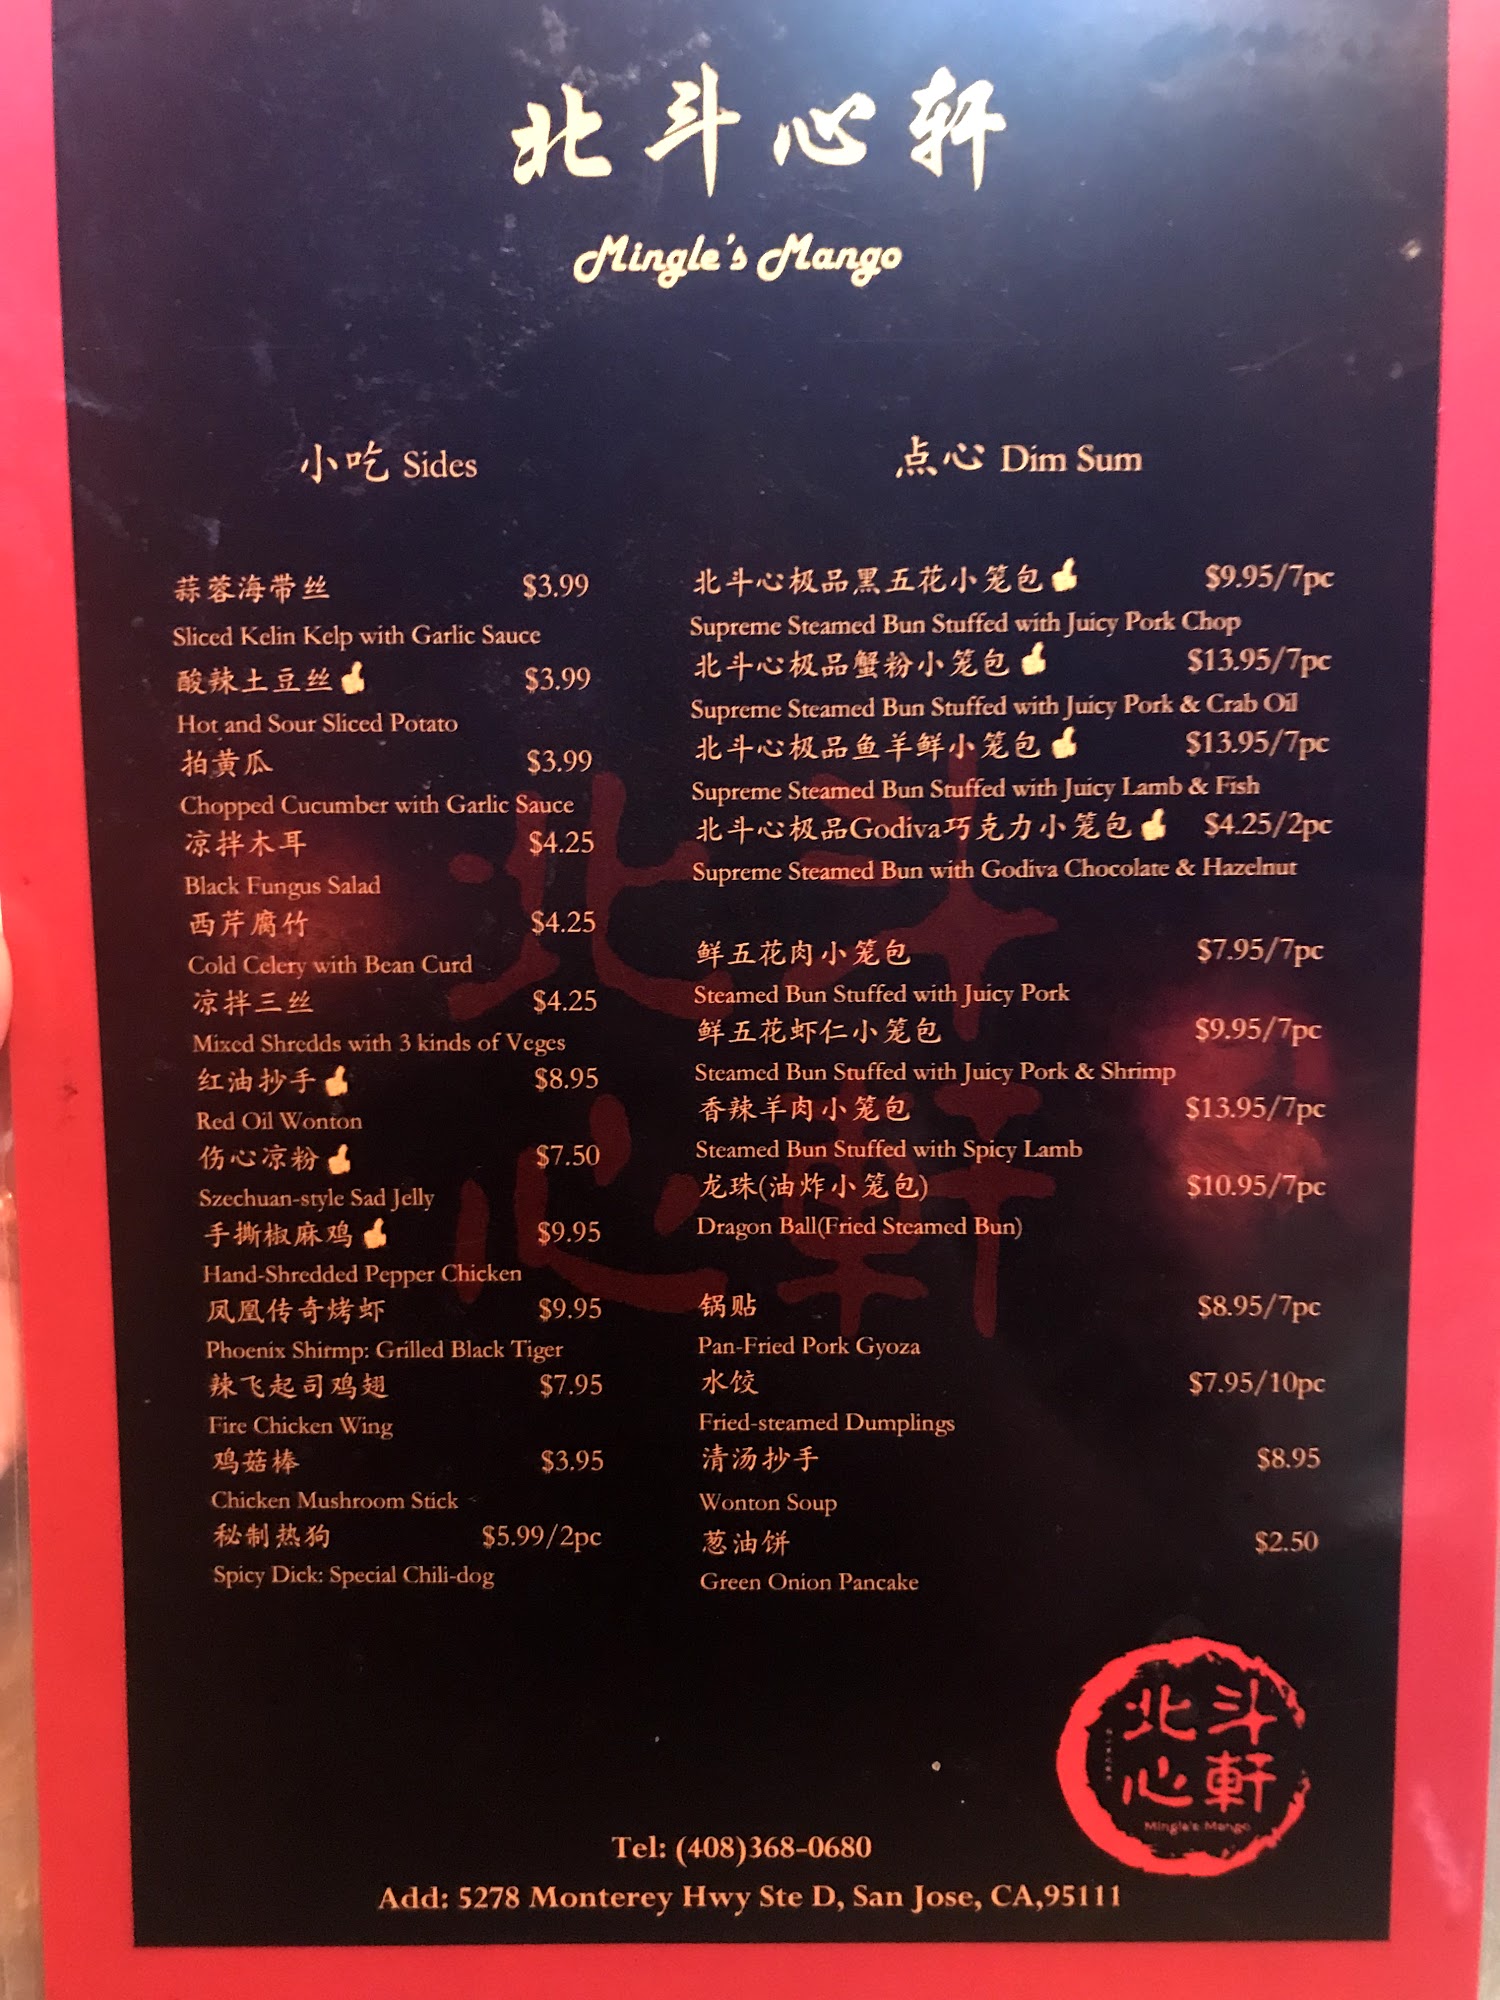 北斗心轩
Mingle's Mango
小吃 Sides
蒜蓉海带丝 $3.99
Sliced Kelin Kelp with Garlic Sauce
酸辣土豆丝 $3.99
Hot and Sour Sliced Potato
拍黄瓜 $3.99
Chopped Cucumber with Garlic Sauce
凉拌木耳 $4.25
Black Fungus Salad
西芹腐竹 $4.25
Cold Celery with Bean Curd
凉拌三丝 $4.25
Mixed Shredds with 3 kinds of Veges
红油抄手 $8.95
Red Oil Wonton
伤心凉粉 $7.50
Szechuan-style Sad Jelly
手撕椒麻鸡 $9.95
Hand-Shredded Pepper Chicken
凤凰传奇烤虾 $9.95
Phoenix Shirmp: Grilled Black Tiger
辣飞起司鸡翅 $7.95
Fire Chicken Wing
鸡菇棒 $3.95
Chicken Mushroom Stick
秘制热狗 $5.99/2pc
Spicy Dick: Special Chili-dog
点心 Dim Sum
北斗心极品黑五花小笼包 $9.95/7pc
Supreme Steamed Bun Stuffed with Juicy Pork Chop
北斗心极品蟹粉小笼包 $13.95/7pc
Supreme Steamed Bun Stuffed with Juicy Pork & Crab Oil
北斗心极品鱼羊鲜小笼包 $13.95/7pc
Supreme Steamed Bun Stuffed with Juicy Lamb & Fish
北斗心极品Godiva巧克力小笼包 $4.25/2pc
Supreme Steamed Bun with Godiva Chocolate & Hazelnut
鲜五花肉小笼包 $7.95/7pc
Steamed Bun Stuffed with Juicy Pork
鲜五花虾仁小笼包 $9.95/7pc
Steamed Bun Stuffed with Juicy Pork & Shrimp
香辣羊肉小笼包 $13.95/7pc
Steamed Bun Stuffed with Spicy Lamb
龙珠(油炸小笼包) $10.95/7pc
Dragon Ball(Fried Steamed Bun)
锅贴 $8.95/7pc
Pan-Fried Pork Gyoza
水饺 $7.95/10pc
Fried-steamed Dumplings
清汤抄手 $8.95
Wonton Soup
葱油饼 $2.50
Green Onion Pancake
北斗
心軒
北斗
心軒
Mingle's Mango
Tel: (408)368-0680
Add: 5278 Monterey Hwy Ste D, San Jose, CA,95111